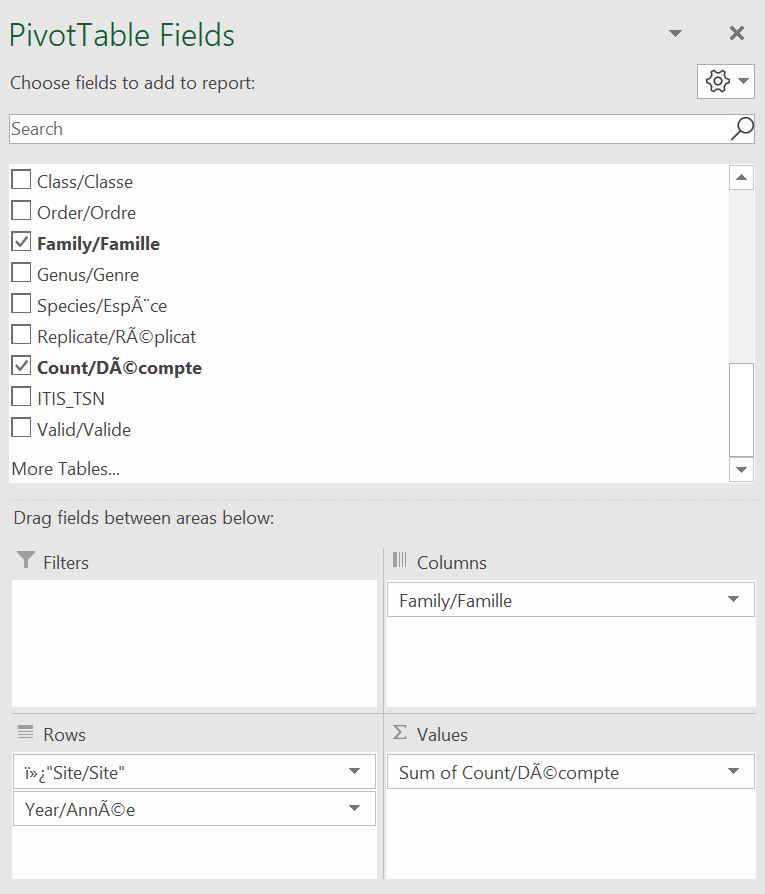 PivotTable Fields
Choose fields to add to report:
Search
Class/Classe
Order/Ordre
Family/Famille
Genus/Genre
Species/EspÃ¨ce
Replicate/RÃ©plicat
Count/DÃ©compte
ITIS_TSN
Valid/Valide
More Tables...
Drag fields between areas below:
Filters
Columns
Family/Famille
Rows
ï»¿"Site/Site"
Year/AnnÃ©e
Values
Sum of Count/DÃ©compte